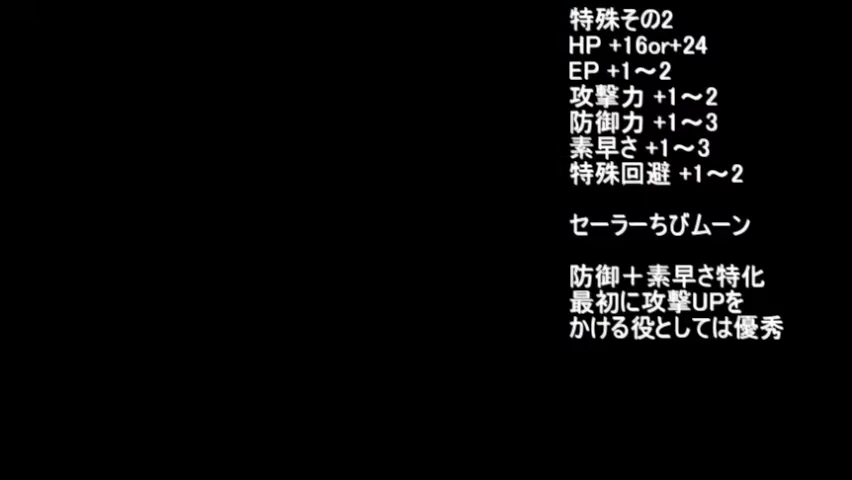 特殊その2
HP +16or+24
EP +1～2
攻撃力 +1～2
防御力 +1～3
素早さ +1～3
特殊回避 +1～2
セーラーちびムーン
防御＋素早さ特化
最初に攻撃UPを
かける役としては優秀